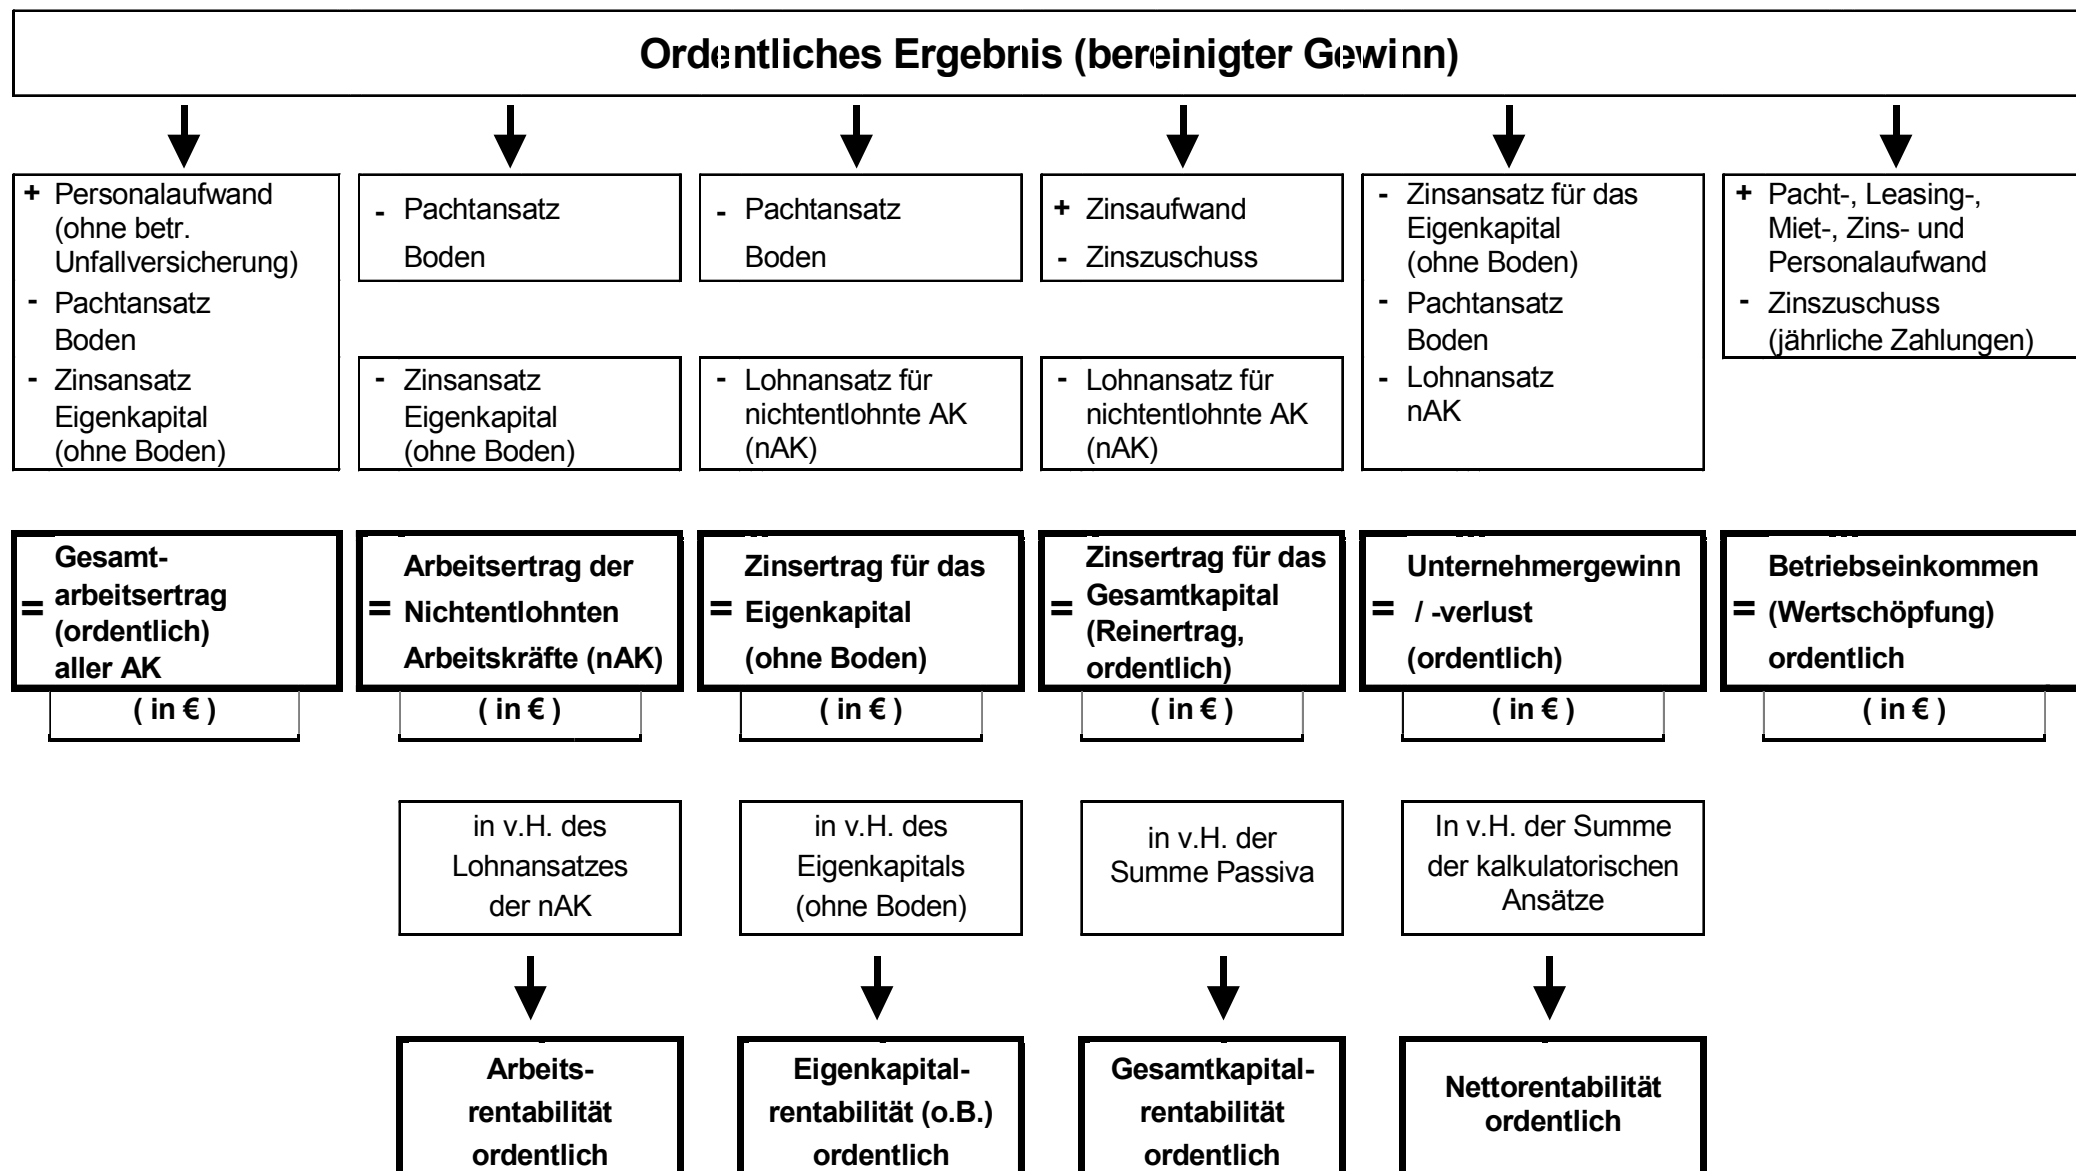 Ordentliches Ergebnis (bereinigter Gewinn)
+ Personalaufwand
(ohne betr.
Unfallversicherung)
- Pachtansatz
Boden
- Zinsansatz
Eigenkapital
(ohne Boden)
- Pachtansatz
Boden
- Zinsansatz
Eigenkapital
(ohne Boden)
- Pachtansatz
Boden
- Lohnansatz für
nichtentlohnte AK
(nAK)
+ Zinsaufwand
- Zinszuschuss
- Lohnansatz für
nichtentlohnte AK
(nAK)
- Zinsansatz für das
Eigenkapital
(ohne Boden)
- Pachtansatz
Boden
- Lohnansatz
nAK
+ Pacht-, Leasing-,
Miet-, Zins- und
Personalaufwand
- Zinszuschuss
(jährliche Zahlungen)
Gesamt-
= arbeitsertrag
(ordentlich)
aller AK
( in € )
Arbeitsertrag der
= Nichtentlohnten
Arbeitskräfte (nAK)
( in € )
Zinsertrag für das
= Eigenkapital
(ohne Boden)
( in € )
Zinsertrag für das
= Gesamtkapital
(Reinertrag,
ordentlich)
( in € )
Unternehmergewinn
= / -verlust
(ordentlich)
( in € )
Betriebseinkommen
= (Wertschöpfung)
ordentlich
( in € )
in v.H. des
Lohnansatzes
der nAK
in v.H. des
Eigenkapitals
(ohne Boden)
in v.H. der
Summe Passiva
In v.H. der Summe
der kalkulatorischen
Ansätze
Arbeits-
rentabilität
ordentlich
Eigenkapital-
rentabilität (o.B.)
ordentlich
Gesamtkapital-
rentabilität
ordentlich
Nettorentabilität
ordentlich